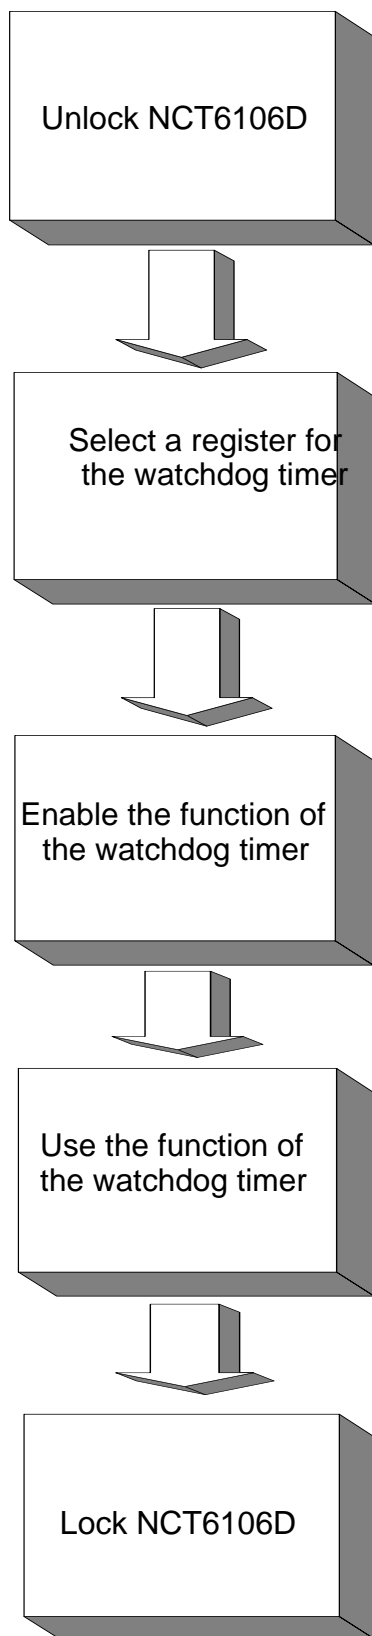 Unlock NCT6106D
Select a register for
the watchdog timer
Enable the function of
the watchdog timer
Use the function of
the watchdog timer
Lock NCT6106D